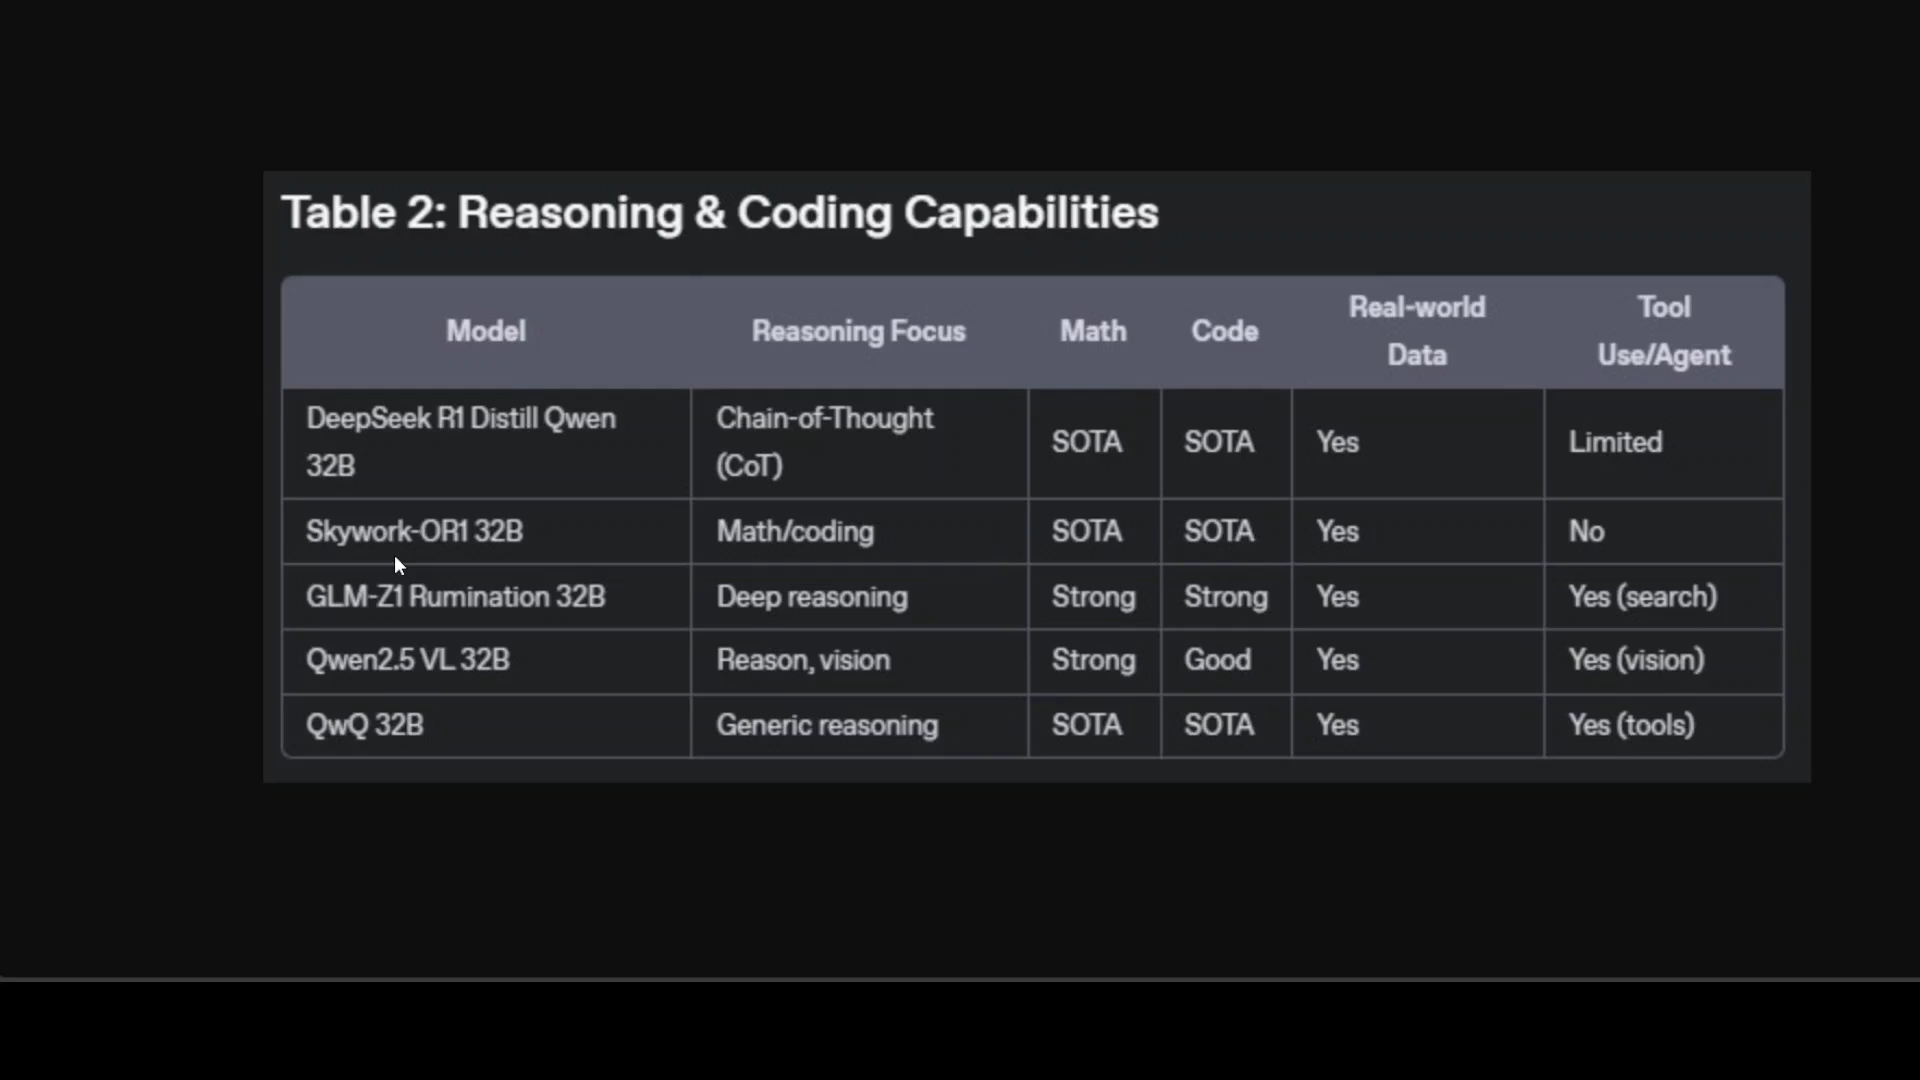 Table 2: Reasoning & Coding Capabilities
Model Reasoning Focus Math Code Real-world Data Tool Use/Agent
DeepSeek R1 Distill Qwen 32B Chain-of-Thought (CoT) SOTA SOTA Yes Limited
Skywork-OR1 32B Math/coding SOTA SOTA Yes No
GLM-Z1 Rumination 32B Deep reasoning Strong Strong Yes Yes (search)
Qwen2.5 VL 32B Reason, vision Strong Good Yes Yes (vision)
QwQ 32B Generic reasoning SOTA SOTA Yes Yes (tools)